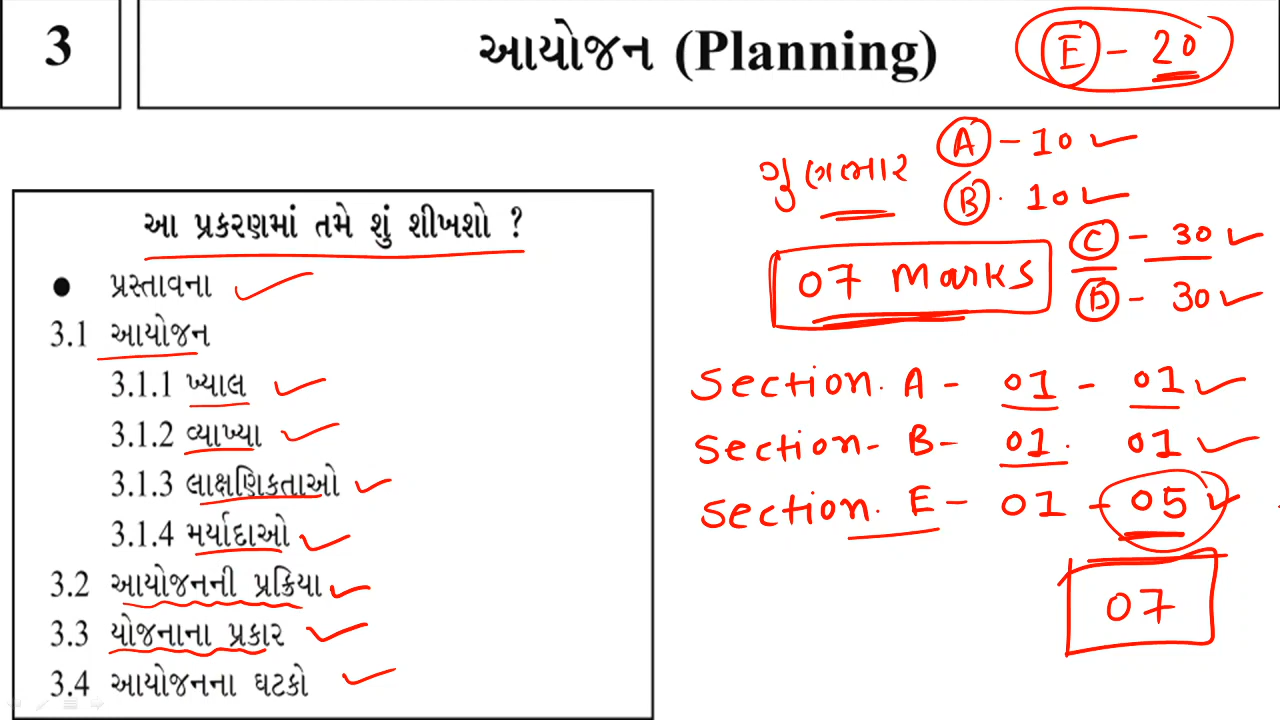 3
આયોજન (Planning)
E - 20
ગુણભાર
A - 10
B - 10
C - 30
D - 30
07 Marks
આ પ્રકરણમાં તમે શું શીખશો ?
● પ્રસ્તાવના
3.1 આયોજન
3.1.1 ખ્યાલ
3.1.2 વ્યાખ્યા
3.1.3 લાક્ષણિકતાઓ
3.1.4 મર્યાદાઓ
3.2 આયોજનની પ્રક્રિયા
3.3 યોજનાના પ્રકાર
3.4 આયોજનના ઘટકો
Section. A - 01 - 01
Section - B - 01 . 01
Section. E - 01 - 05
07